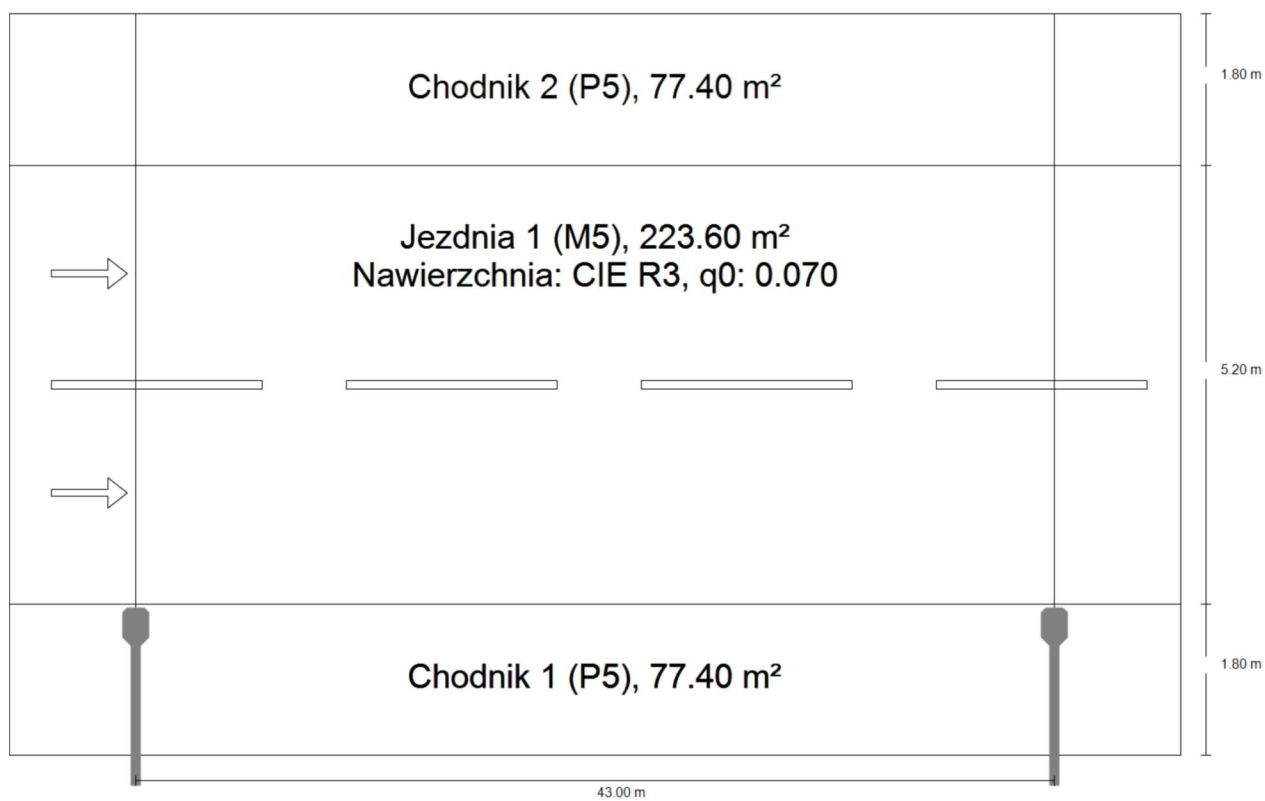 Chodnik 2 (P5), 77.40 m²
1.80 m
Jezdnia 1 (M5), 223.60 m²
Nawierzchnia: CIE R3, q0: 0.070
5.20 m
Chodnik 1 (P5), 77.40 m²
1.80 m
43.00 m